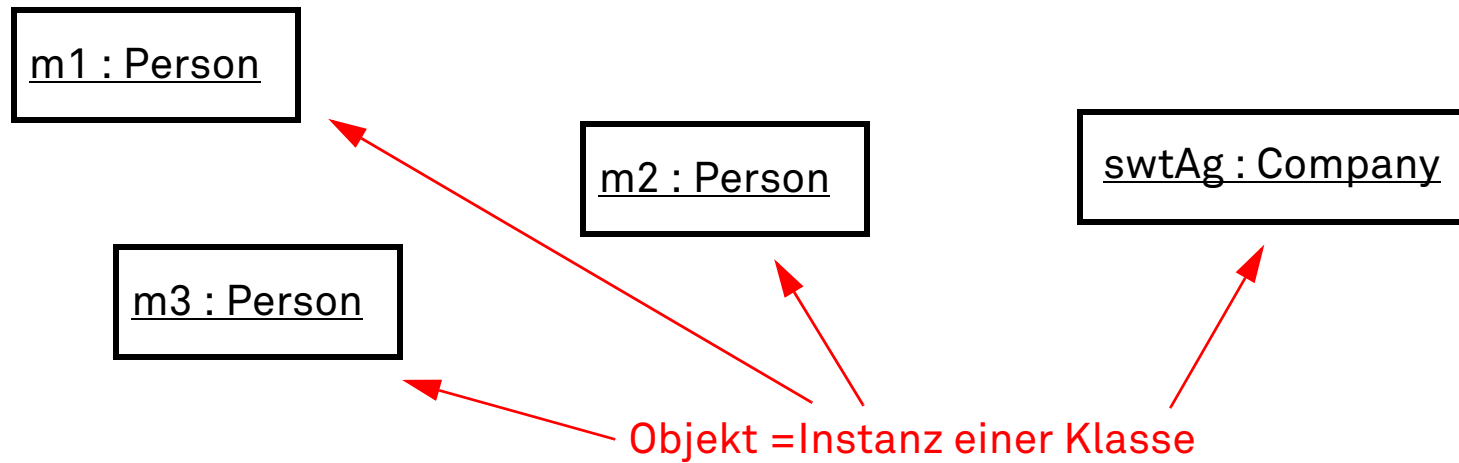 m1 : Person
m2 : Person
swtAg : Company
m3 : Person
Objekt =Instanz einer Klasse